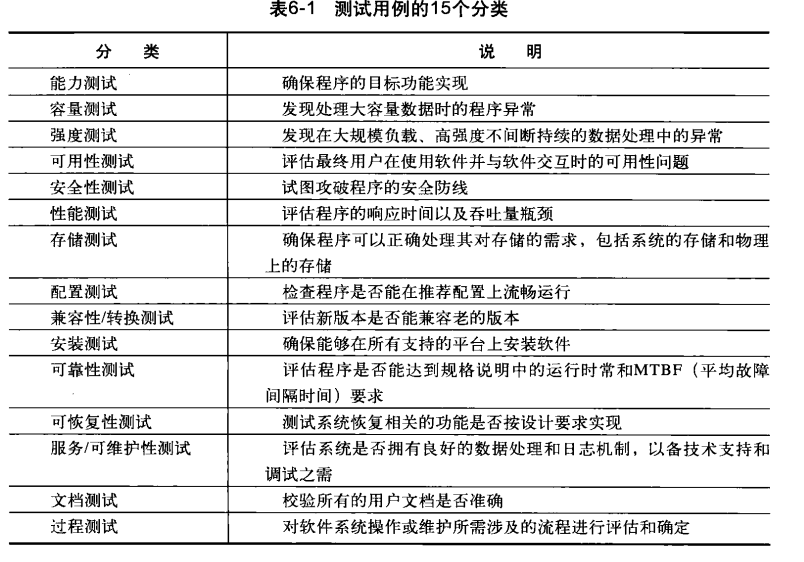 表6-1 测试用例的15个分类
分 类 说 明
能力测试 确保程序的目标功能实现
容量测试 发现处理大容量数据时的程序异常
强度测试 发现在大规模负载、高强度不间断持续的数据处理中的异常
可用性测试 评估最终用户在使用软件并与软件交互时的可用性问题
安全性测试 试图攻破程序的安全防线
性能测试 评估程序的响应时间以及吞吐量瓶颈
存储测试 确保程序可以正确处理其对存储的需求，包括系统的存储和物理
上的存储
配置测试 检查程序是否能在推荐配置上流畅运行
兼容性/转换测试 评估新版本是否能兼容老的版本
安装测试 确保能够在所有支持的平台上安装软件
可靠性测试 评估程序是否能达到规格说明中的运行时常和MTBF（平均故障
间隔时间）要求
可恢复性测试 测试系统恢复相关的功能是否按设计要求实现
服务/可维护性测试 评估系统是否拥有良好的数据处理和日志机制，以备技术支持和
调试之需
文档测试 校验所有的用户文档是否准确
过程测试 对软件系统操作或维护所需涉及的流程进行评估和确定